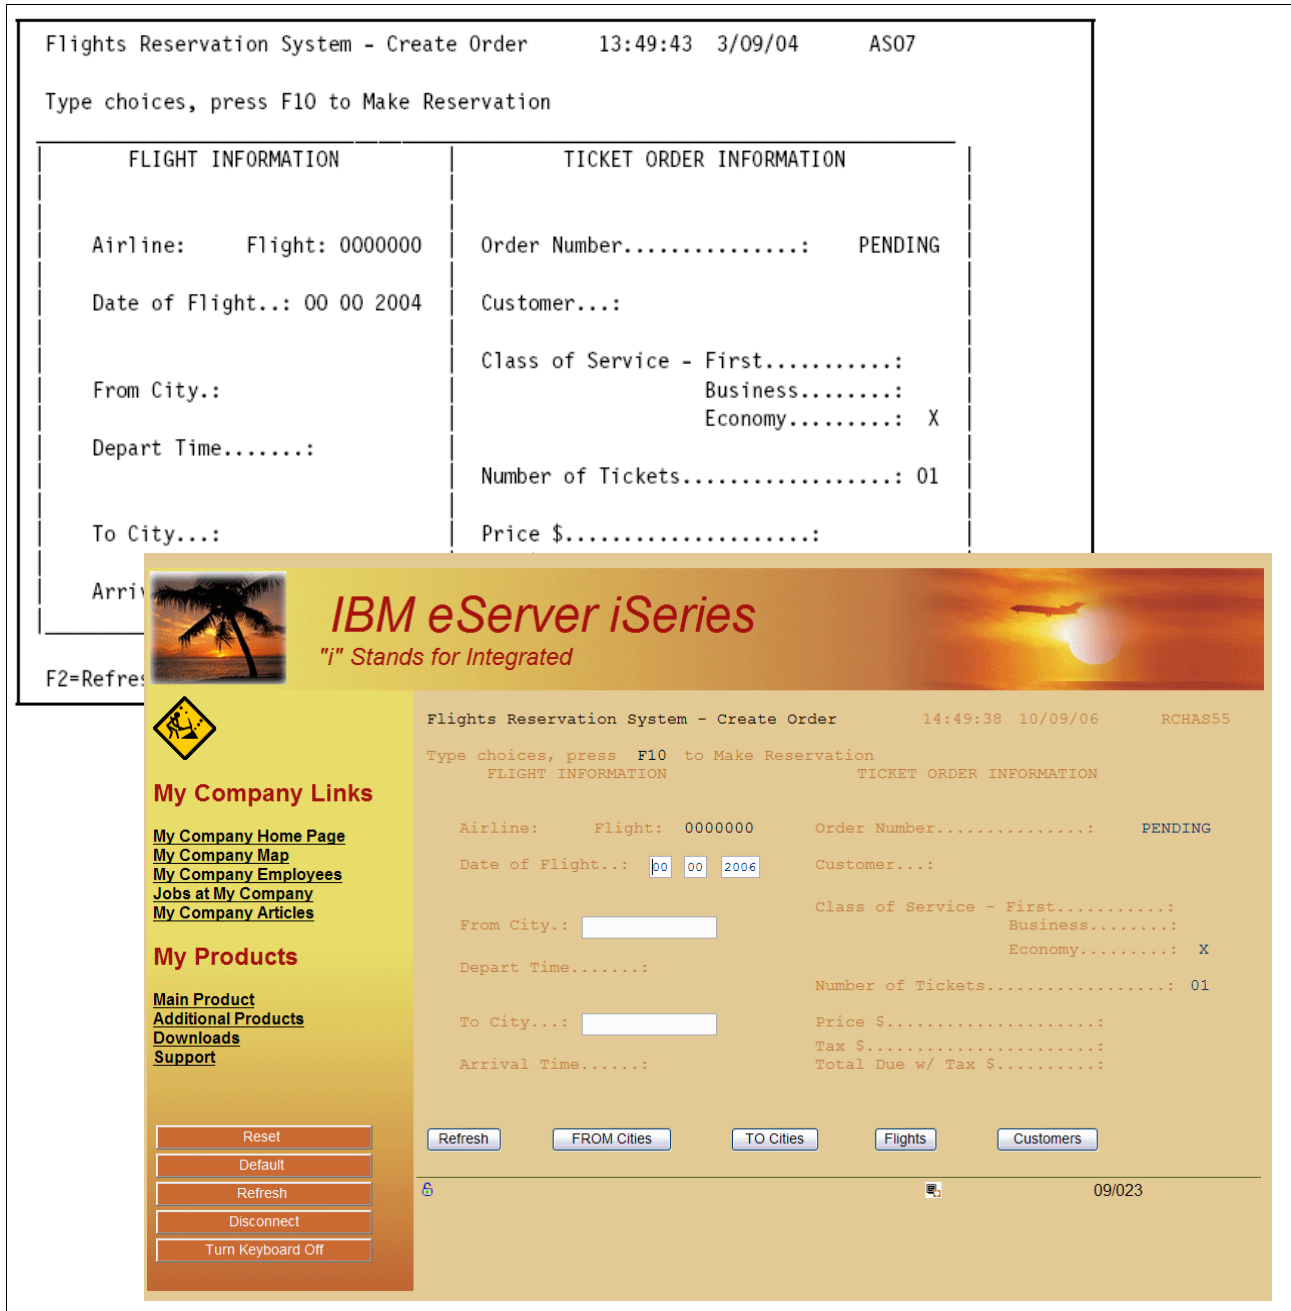 Flights Reservation System - Create Order 13:49:43 3/09/04 AS07
Type choices, press F10 to Make Reservation
FLIGHT INFORMATION TICKET ORDER INFORMATION
Airline: Flight: 0000000 Order Number...............: PENDING
Date of Flight..: 00 00 2004 Customer...:
Class of Service - First...........:
From City.: Business........:
Economy.........: X
Depart Time.......:
Number of Tickets..................: 01
To City...: Price $.....................:
Arriv
F2=Refre
IBM eServer iSeries
"i" Stands for Integrated
My Company Links
My Company Home Page
My Company Map
My Company Employees
Jobs at My Company
My Company Articles
My Products
Main Product
Additional Products
Downloads
Support
Reset
Default
Refresh
Disconnect
Turn Keyboard Off
Flights Reservation System - Create Order 14:49:38 10/09/06 RCHAS55
Type choices, press F10 to Make Reservation
FLIGHT INFORMATION TICKET ORDER INFORMATION
Airline: Flight: 0000000 Order Number...............: PENDING
Date of Flight..: 00 00 2006 Customer...:
Class of Service - First...........:
From City.: Business........:
Economy.........: X
Depart Time.......:
Number of Tickets..................: 01
To City...: Price $.....................:
Tax $.......................:
Arrival Time......: Total Due w/ Tax $..........:
Refresh FROM Cities TO Cities Flights Customers
09/023